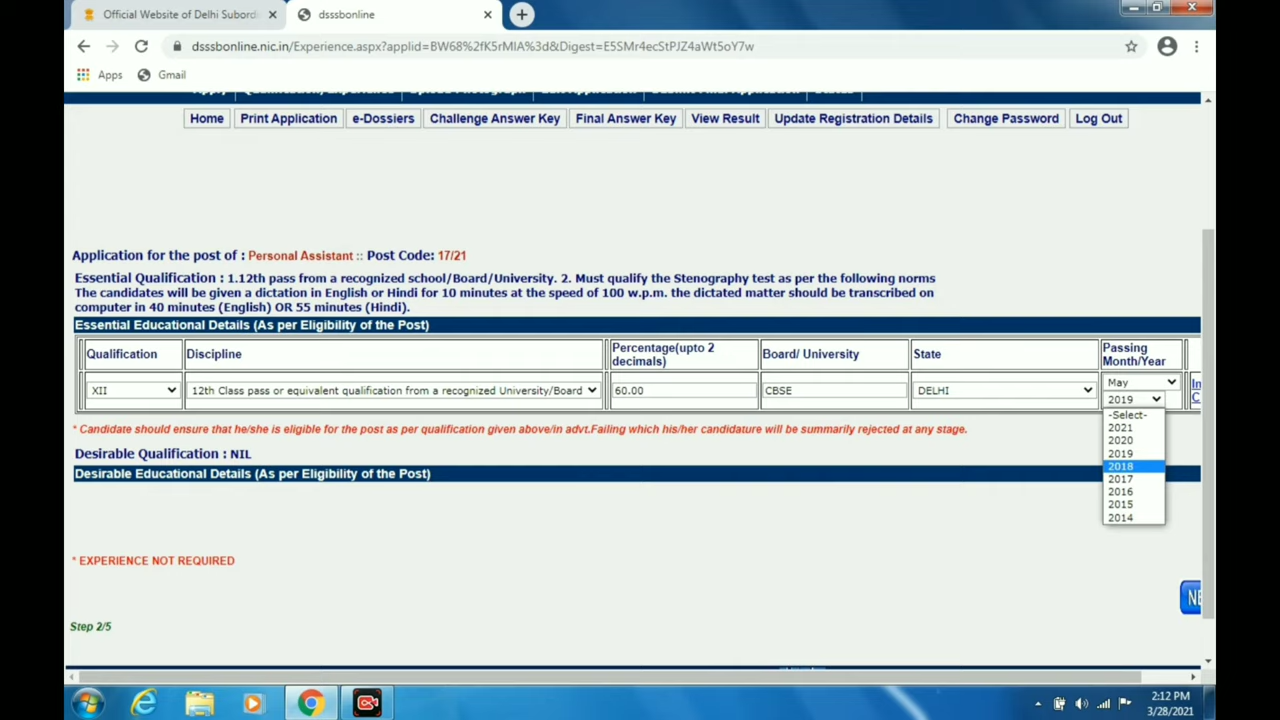 Official Website of Delhi Subord
dsssbonline
dsssbonline.nic.in/Experience.aspx?applid=BW68%2fK5rMIA%3d&Digest=E5SMr4ecStPJZ4aWt5oY7w
Apps
Gmail
Home
Print Application
e-Dossiers
Challenge Answer Key
Final Answer Key
View Result
Update Registration Details
Change Password
Log Out
Application for the post of : Personal Assistant :: Post Code: 17/21
Essential Qualification : 1.12th pass from a recognized school/Board/University. 2. Must qualify the Stenography test as per the following norms
The candidates will be given a dictation in English or Hindi for 10 minutes at the speed of 100 w.p.m. the dictated matter should be transcribed on
computer in 40 minutes (English) OR 55 minutes (Hindi).
Essential Educational Details (As per Eligibility of the Post)
Qualification
Discipline
Percentage(upto 2
decimals)
Board/ University
State
Passing
Month/Year
XII
12th Class pass or equivalent qualification from a recognized University/Board
60.00
CBSE
DELHI
May
2019
-Select-
2021
2020
2019
2018
2017
2016
2015
2014
* Candidate should ensure that he/she is eligible for the post as per qualification given above/in advt.Failing which his/her candidature will be summarily rejected at any stage.
Desirable Qualification : NIL
Desirable Educational Details (As per Eligibility of the Post)
* EXPERIENCE NOT REQUIRED
Step 2/5
2:12 PM
3/28/2021